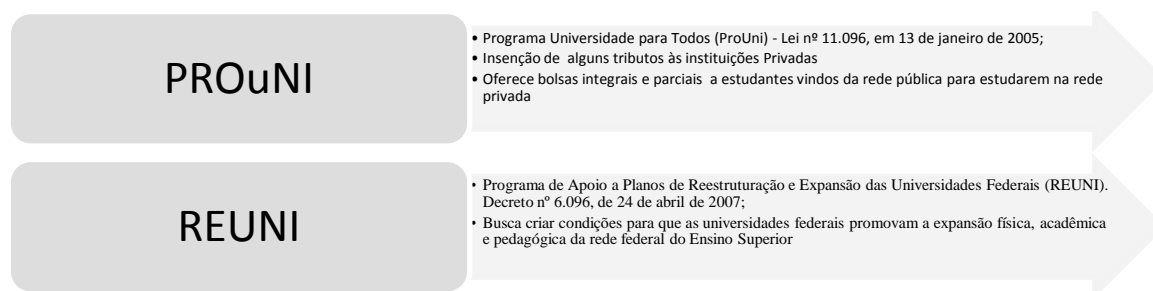 PROuNI
• Programa Universidade para Todos (ProUni) - Lei nº 11.096, em 13 de janeiro de 2005;
• Insenção de alguns tributos às instituições Privadas
• Oferece bolsas integrais e parciais a estudantes vindos da rede pública para estudarem na rede
privada
REUNI
• Programa de Apoio a Planos de Reestruturação e Expansão das Universidades Federais (REUNI).
Decreto nº 6.096, de 24 de abril de 2007;
• Busca criar condições para que as universidades federais promovam a expansão física, acadêmica
e pedagógica da rede federal do Ensino Superior